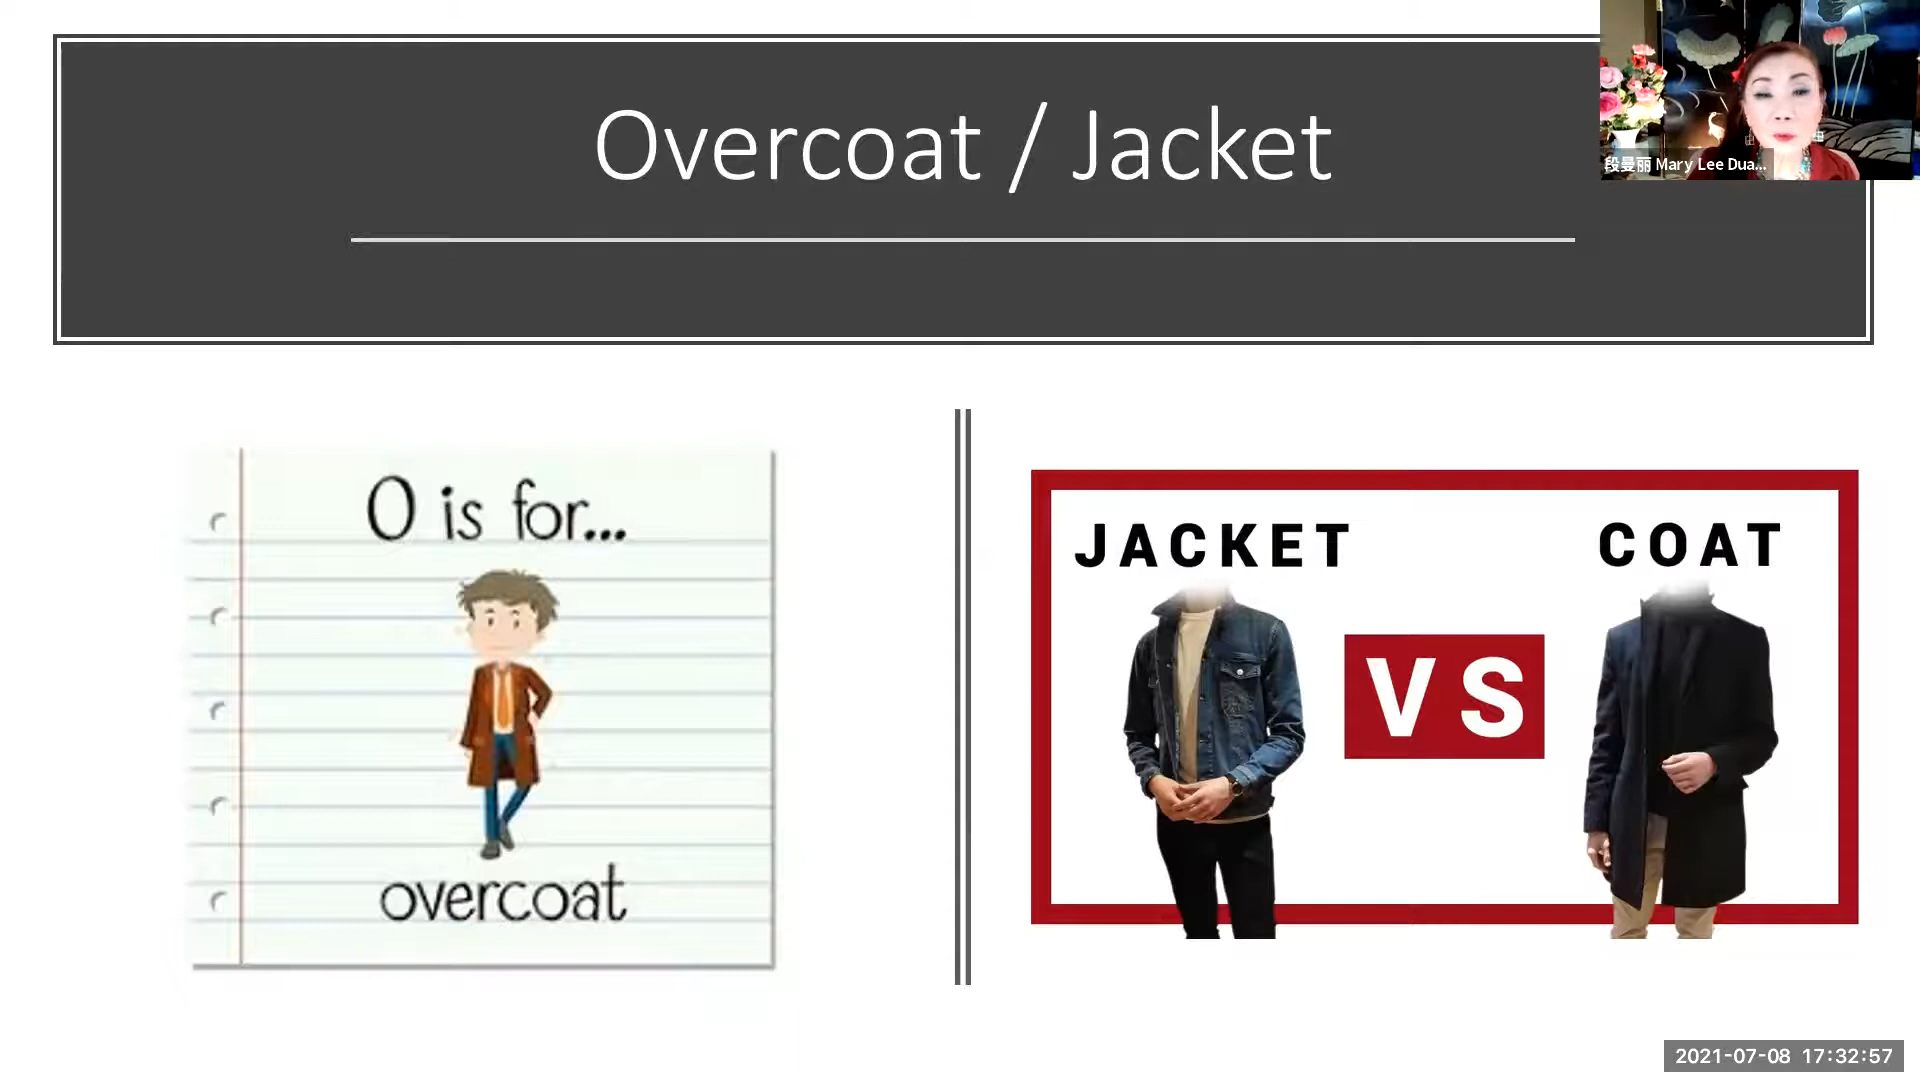 Overcoat / Jacket
段曼丽 Mary Lee Dua...
O is for...
overcoat
JACKET
COAT
VS
2021-07-08 17:32:57